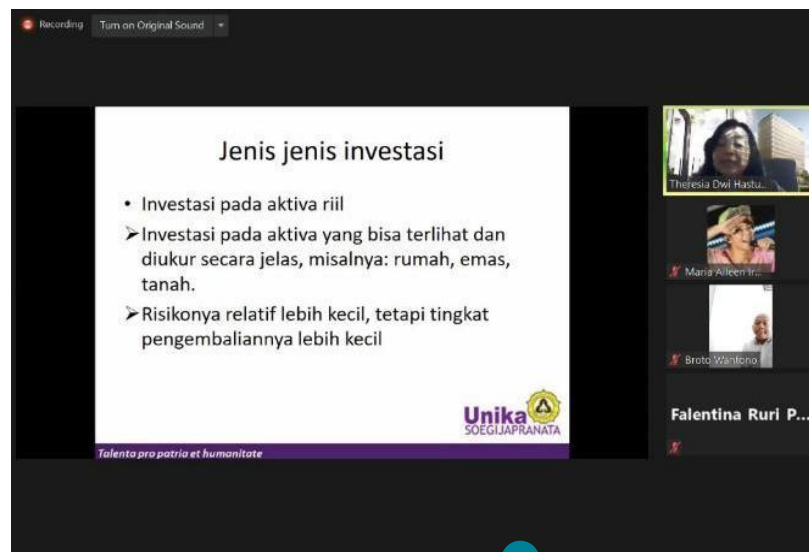 Recording Turn on Original Sound
Jenis jenis investasi
• Investasi pada aktiva riil
➢Investasi pada aktiva yang bisa terlihat dan
diukur secara jelas, misalnya: rumah, emas,
tanah.
➢Risikonya relatif lebih kecil, tetapi tingkat
pengembaliannya lebih kecil
Unika
SOEGIJAPRANATA
Talenta pro patria et humanitate
Theresia Dwi Hastu...
Maria Aileen Ir...
Broto Wantono
Falentina Ruri P...